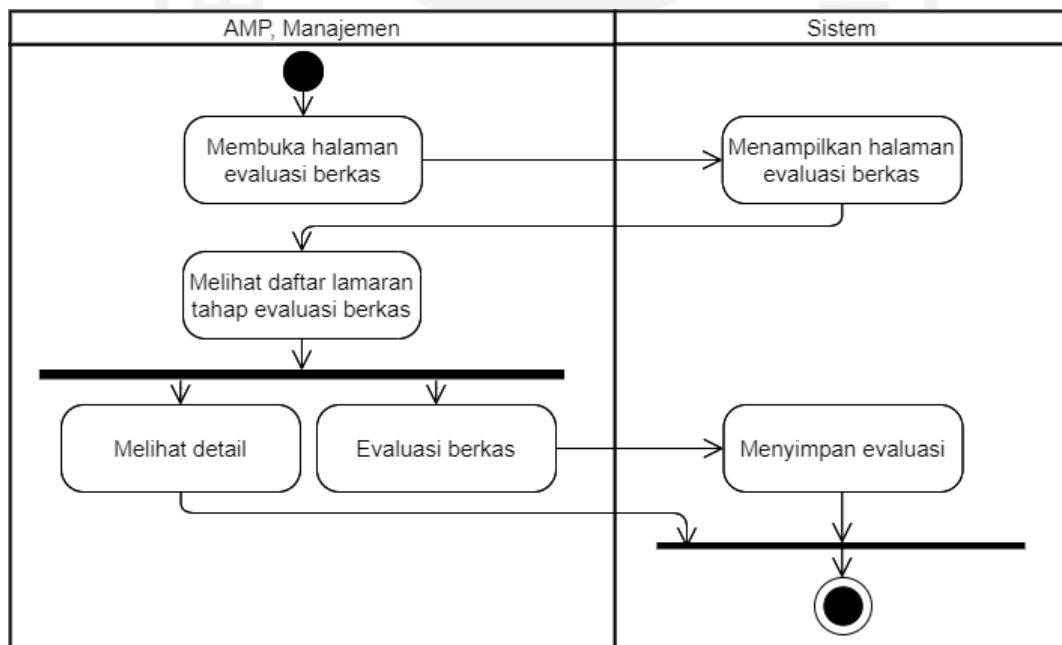 AMP, Manajemen
Sistem
Membuka halaman
evaluasi berkas
Menampilkan halaman
evaluasi berkas
Melihat daftar lamaran
tahap evaluasi berkas
Melihat detail
Evaluasi berkas
Menyimpan evaluasi